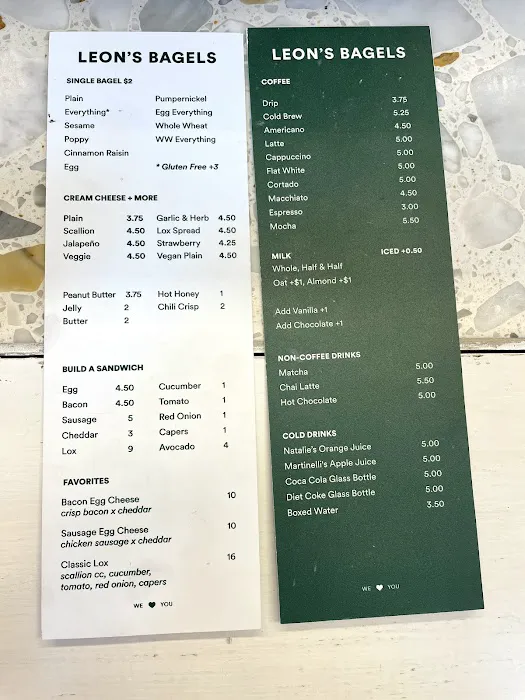 LEON'S BAGELS
SINGLE BAGEL $2
Plain Pumpernickel
Everything* Egg Everything
Sesame Whole Wheat
Poppy WW Everything
Cinnamon Raisin
Egg * Gluten Free +3
CREAM CHEESE + MORE
Plain 3.75 Garlic & Herb 4.50
Scallion 4.50 Lox Spread 4.50
Jalapeño 4.50 Strawberry 4.25
Veggie 4.50 Vegan Plain 4.50
Peanut Butter 3.75 Hot Honey 1
Jelly 2 Chili Crisp 2
Butter 2
BUILD A SANDWICH
Egg 4.50 Cucumber 1
Bacon 4.50 Tomato 1
Sausage 5 Red Onion 1
Cheddar 3 Capers 1
Lox 9 Avocado 4
FAVORITES
Bacon Egg Cheese 10
crisp bacon x cheddar
Sausage Egg Cheese 10
chicken sausage x cheddar
Classic Lox 16
scallion cc, cucumber,
tomato, red onion, capers
WE ♥ YOU
LEON'S BAGELS
COFFEE
Drip 3.75
Cold Brew 5.25
Americano 4.50
Latte 5.00
Cappuccino 5.00
Flat White 5.00
Cortado 5.00
Macchiato 4.50
Espresso 3.00
Mocha 5.50
MILK ICED +0.50
Whole, Half & Half
Oat +$1, Almond +$1
Add Vanilla +1
Add Chocolate +1
NON-COFFEE DRINKS
Matcha 5.00
Chai Latte 5.50
Hot Chocolate 5.00
COLD DRINKS
Natalie's Orange Juice 5.00
Martinelli's Apple Juice 5.00
Coca Cola Glass Bottle 5.00
Diet Coke Glass Bottle 5.00
Boxed Water 3.50
WE ♥ YOU